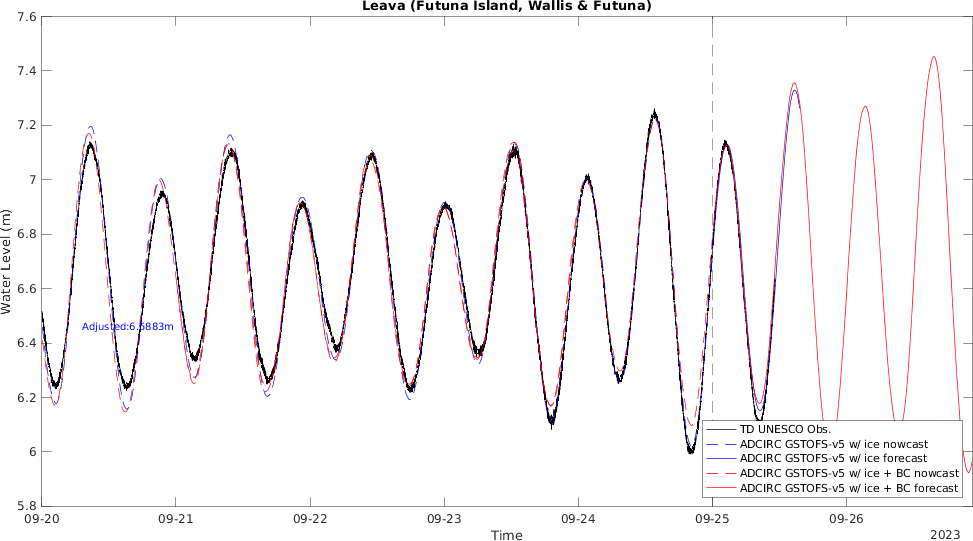 Leava (Futuna Island, Wallis & Futuna)
7.6
7.4
7.2
7
6.8
6.6
6.4
6.2
6
5.8
Water Level (m)
Adjusted:6.6883m
TD UNESCO Obs.
ADCIRC GSTOFS-v5 w/ ice nowcast
ADCIRC GSTOFS-v5 w/ ice forecast
ADCIRC GSTOFS-v5 w/ ice + BC nowcast
ADCIRC GSTOFS-v5 w/ ice + BC forecast
09-20 09-21 09-22 09-23 09-24 09-25 09-26
Time
2023